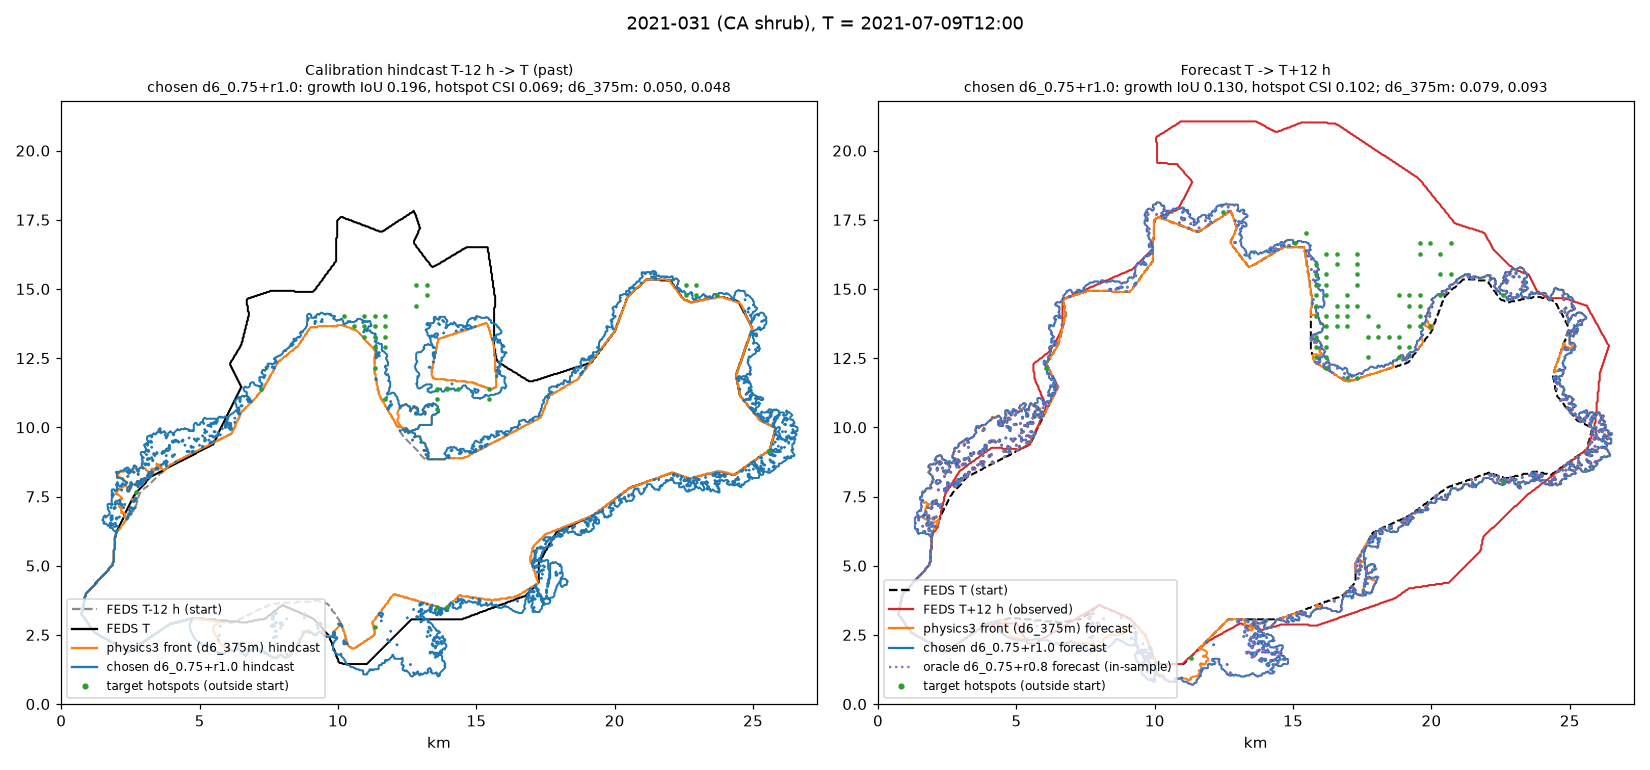 2021-031 (CA shrub), T = 2021-07-09T12:00
Calibration hindcast T-12 h -> T (past)
chosen d6_0.75+r1.0: growth IoU 0.196, hotspot CSI 0.069; d6_375m: 0.050, 0.048
20.0
17.5
15.0
12.5
10.0
7.5
5.0
2.5
0.0
FEDS T-12 h (start)
FEDS T
physics3 front (d6_375m) hindcast
chosen d6_0.75+r1.0 hindcast
target hotspots (outside start)
0
5
10
15
20
25
km
Forecast T -> T+12 h
chosen d6_0.75+r1.0: growth IoU 0.130, hotspot CSI 0.102; d6_375m: 0.079, 0.093
20.0
17.5
15.0
12.5
10.0
7.5
5.0
2.5
0.0
FEDS T (start)
FEDS T+12 h (observed)
physics3 front (d6_375m) forecast
chosen d6_0.75+r1.0 forecast
oracle d6_0.75+r0.8 forecast (in-sample)
target hotspots (outside start)
0
5
10
15
20
25
km